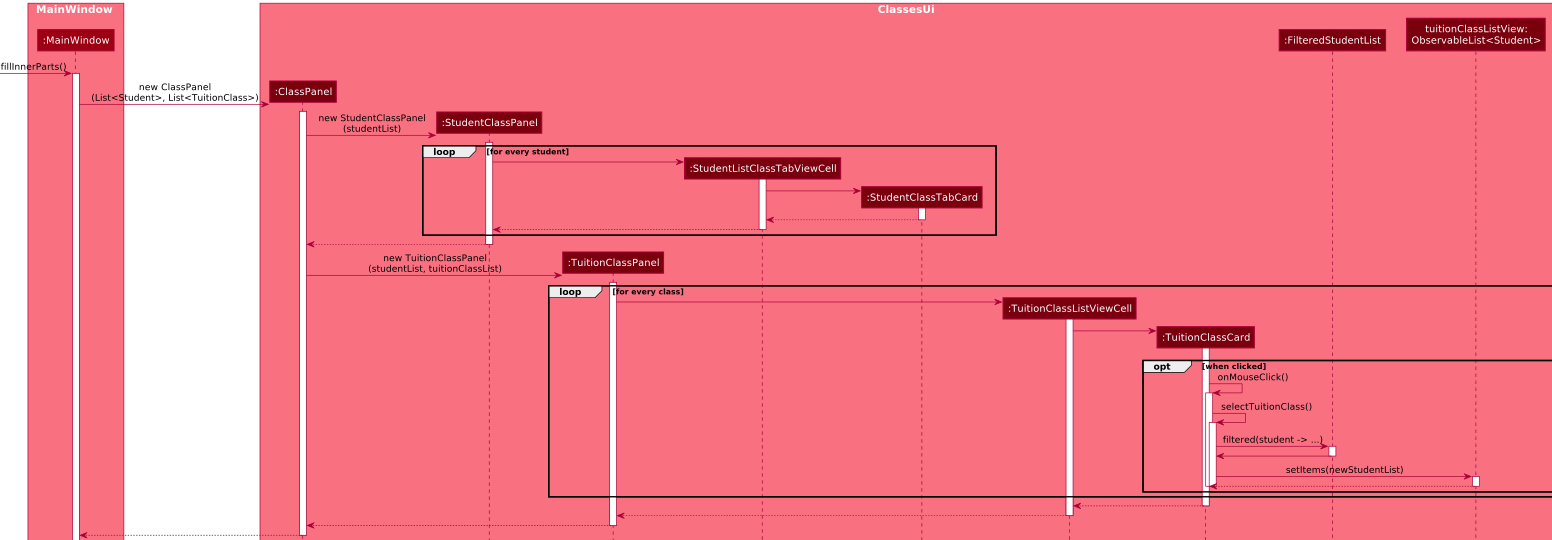 MainWindow
ClassesUi
:MainWindow
:FilteredStudentList
tuitionClassListView:
ObservableList<Student>
fillInnerParts()
new ClassPanel
(List<Student>, List<TuitionClass>)
:ClassPanel
new StudentClassPanel
(studentList)
:StudentClassPanel
loop
[for every student]
:StudentListClassTabViewCell
:StudentClassTabCard
new TuitionClassPanel
(studentList, tuitionClassList)
:TuitionClassPanel
loop
[for every class]
:TuitionClassListViewCell
:TuitionClassCard
opt
[when clicked]
onMouseClick()
selectTuitionClass()
filtered(student -> ...)
setItems(newStudentList)